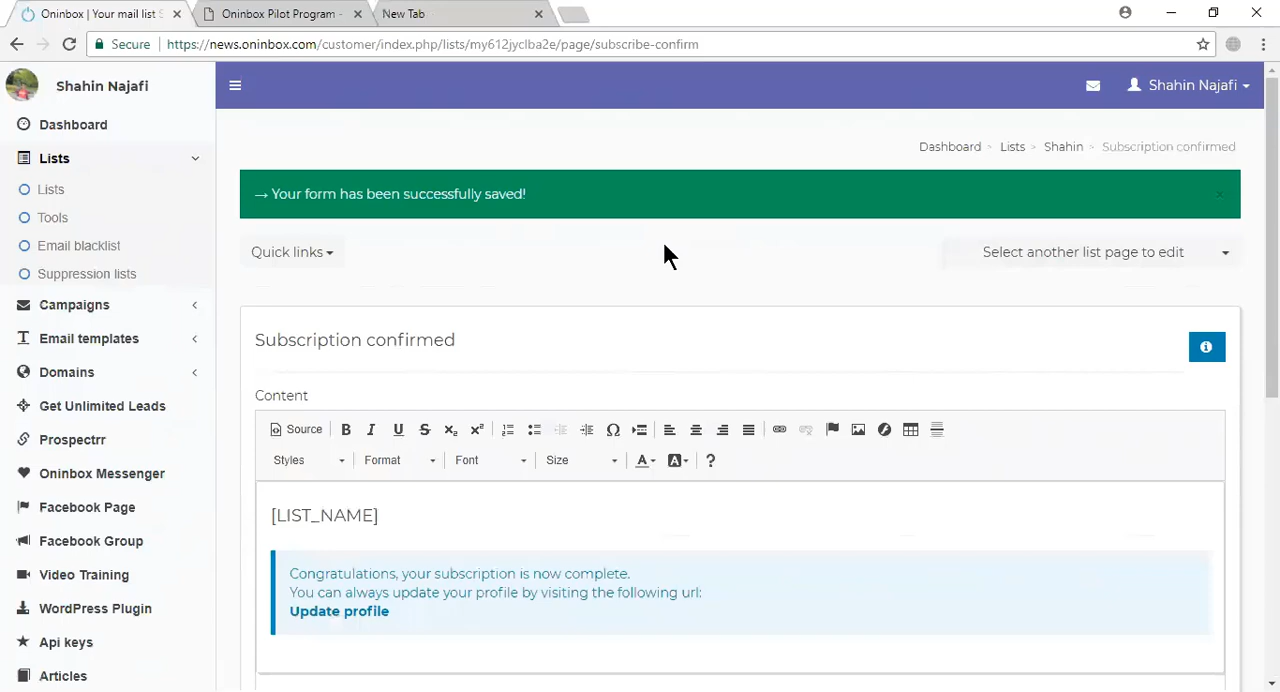 Oninbox | Your mail list S
Oninbox Pilot Program -
New Tab
Secure
https://news.oninbox.com/customer/index.php/lists/my612jyclba2e/page/subscribe-confirm
Shahin Najafi
Shahin Najafi
Dashboard
Lists
Lists
Tools
Email blacklist
Suppression lists
Campaigns
Email templates
Domains
Get Unlimited Leads
Prospectrr
Oninbox Messenger
Facebook Page
Facebook Group
Video Training
WordPress Plugin
Api keys
Articles
Dashboard > Lists > Shahin > Subscription confirmed
→ Your form has been successfully saved!
x
Quick links
Select another list page to edit
Subscription confirmed
Content
Source
Styles Format Font Size
[LIST_NAME]
Congratulations, your subscription is now complete.
You can always update your profile by visiting the following url:
Update profile